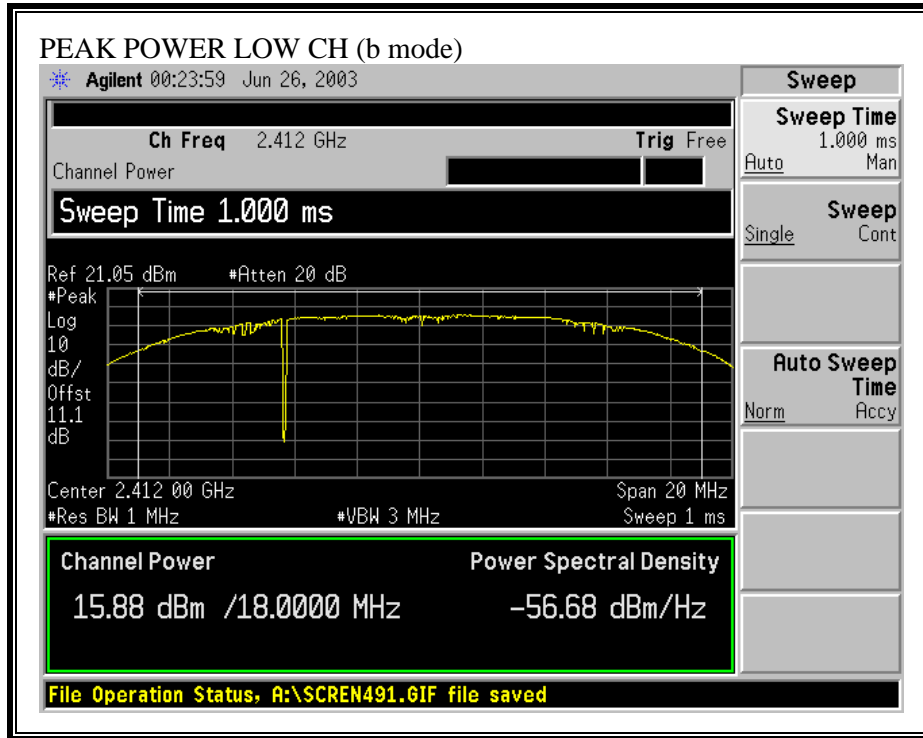 PEAK POWER LOW CH (b mode)
Agilent 00:23:59 Jun 26, 2003
Sweep
Ch Freq 2.412 GHz Trig Free
Channel Power
Sweep Time 1.000 ms
Sweep Time
1.000 ms
Auto Man
Sweep
Single Cont
Auto Sweep
Time
Norm Accy
Ref 21.05 dBm #Atten 20 dB
#Peak
Log
10
dB/
Offst
11.1
dB
Center 2.412 00 GHz Span 20 MHz
#Res BW 1 MHz #VBW 3 MHz Sweep 1 ms
Channel Power Power Spectral Density
15.88 dBm /18.0000 MHz -56.68 dBm/Hz
File Operation Status, A:\SCREN491.GIF file saved